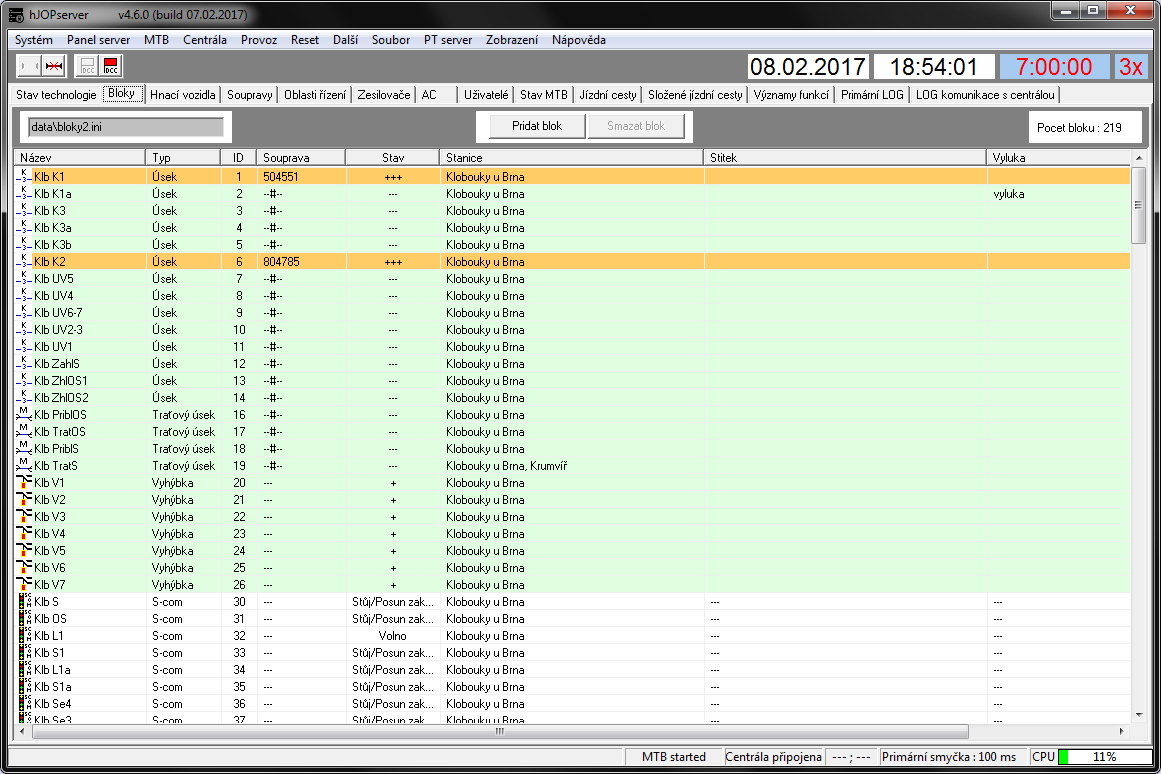 hJOPserver v4.6.0 (build 07.02.2017)
Systém Panel server MTB Centrála Provoz Reset Další Soubor PT server Zobrazení Nápověda
DCC DCC 08.02.2017 18:54:01 7:00:00 3x
Stav technologie Bloky Hnací vozidla Soupravy Oblasti řízení Zesilovače AC Uživatelé Stav MTB Jízdní cesty Složené jízdní cesty Významy funkcí Primární LOG LOG komunikace s centrálou
data\bloky2.ini Pridat blok Smazat blok Pocet bloku : 219
Název Typ ID Souprava Stav Stanice Stitek Vyluka
Klb K1 Úsek 1 504551 +++ Klobouky u Brna
Klb K1a Úsek 2 --#-- --- Klobouky u Brna vyluka
Klb K3 Úsek 3 --#-- --- Klobouky u Brna
Klb K3a Úsek 4 --#-- --- Klobouky u Brna
Klb K3b Úsek 5 --#-- --- Klobouky u Brna
Klb K2 Úsek 6 804785 +++ Klobouky u Brna
Klb UV5 Úsek 7 --#-- --- Klobouky u Brna
Klb UV4 Úsek 8 --#-- --- Klobouky u Brna
Klb UV6-7 Úsek 9 --#-- --- Klobouky u Brna
Klb UV2-3 Úsek 10 --#-- --- Klobouky u Brna
Klb UV1 Úsek 11 --#-- --- Klobouky u Brna
Klb ZahlS Úsek 12 --#-- --- Klobouky u Brna
Klb ZhlOS1 Úsek 13 --#-- --- Klobouky u Brna
Klb ZhlOS2 Úsek 14 --#-- --- Klobouky u Brna
Klb PriblOS Traťový úsek 16 --#-- --- Klobouky u Brna
Klb TratOS Traťový úsek 17 --#-- --- Klobouky u Brna
Klb PriblS Traťový úsek 18 --#-- --- Klobouky u Brna
Klb TratS Traťový úsek 19 --#-- --- Klobouky u Brna, Krumvíř
Klb V1 Vyhýbka 20 --- + Klobouky u Brna
Klb V2 Vyhýbka 21 --- + Klobouky u Brna
Klb V3 Vyhýbka 22 --- + Klobouky u Brna
Klb V4 Vyhýbka 23 --- + Klobouky u Brna
Klb V5 Vyhýbka 24 --- + Klobouky u Brna
Klb V6 Vyhýbka 25 --- + Klobouky u Brna
Klb V7 Vyhýbka 26 --- + Klobouky u Brna
Klb S S-com 30 --- Stůj/Posun zak... Klobouky u Brna --- ---
Klb OS S-com 31 --- Stůj/Posun zak... Klobouky u Brna --- ---
Klb L1 S-com 32 --- Volno Klobouky u Brna --- ---
Klb S1 S-com 33 --- Stůj/Posun zak... Klobouky u Brna --- ---
Klb L1a S-com 34 --- Stůj/Posun zak... Klobouky u Brna --- ---
Klb S1a S-com 35 --- Stůj/Posun zak... Klobouky u Brna --- ---
Klb Se4 S-com 36 --- Stůj/Posun zak... Klobouky u Brna --- ---
Klb Se3 S-com 37 --- Stůj/Posun zak... Klobouky u Brna --- ---
MTB started Centrála připojena --- ; --- Primární smyčka : 100 ms CPU 11%